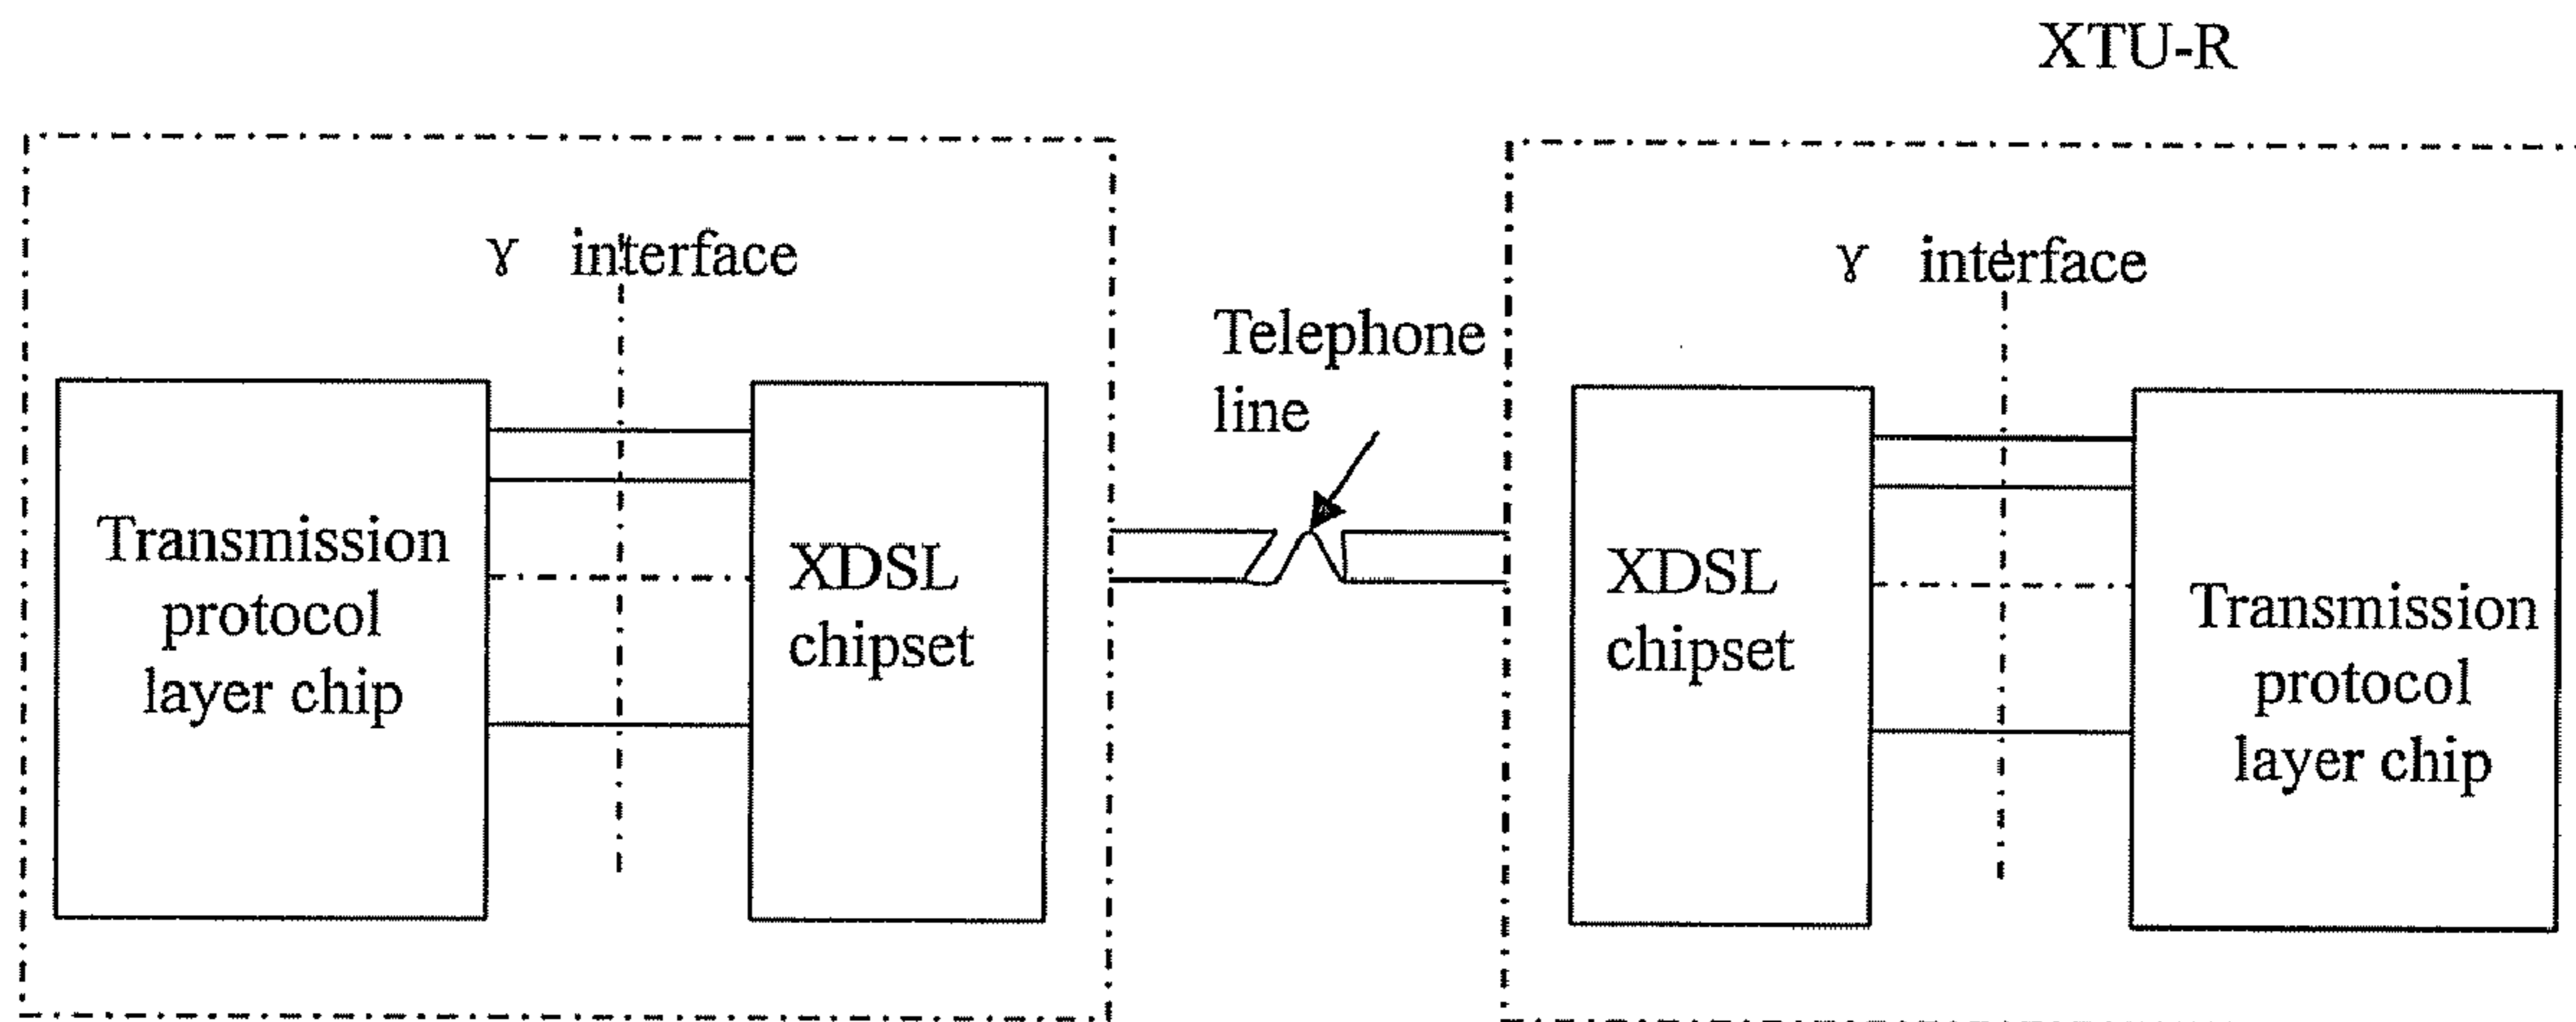 XTU-R
γ interface
γ interface
Telephone
line
Transmission
protocol
layer chip
XDSL
chipset
XDSL
chipset
Transmission
protocol
layer chip